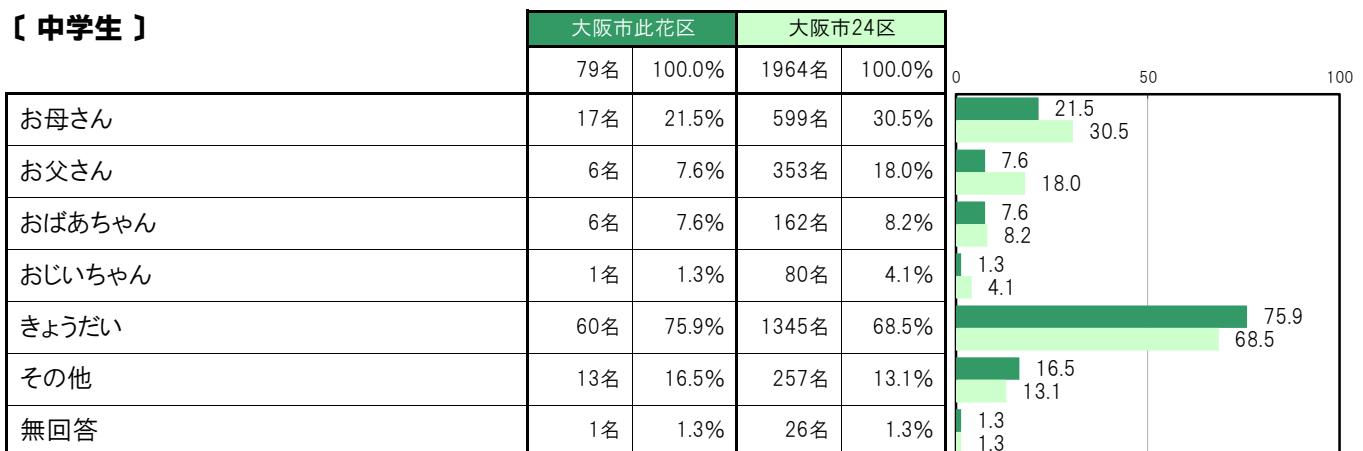 〔 中学生 〕
大阪市此花区 大阪市24区
79名 100.0% 1964名 100.0%
0 50 100
お母さん 17名 21.5% 599名 30.5%
21.5
30.5
お父さん 6名 7.6% 353名 18.0%
7.6
18.0
おばあちゃん 6名 7.6% 162名 8.2%
7.6
8.2
おじいちゃん 1名 1.3% 80名 4.1%
1.3
4.1
きょうだい 60名 75.9% 1345名 68.5%
75.9
68.5
その他 13名 16.5% 257名 13.1%
16.5
13.1
無回答 1名 1.3% 26名 1.3%
1.3
1.3